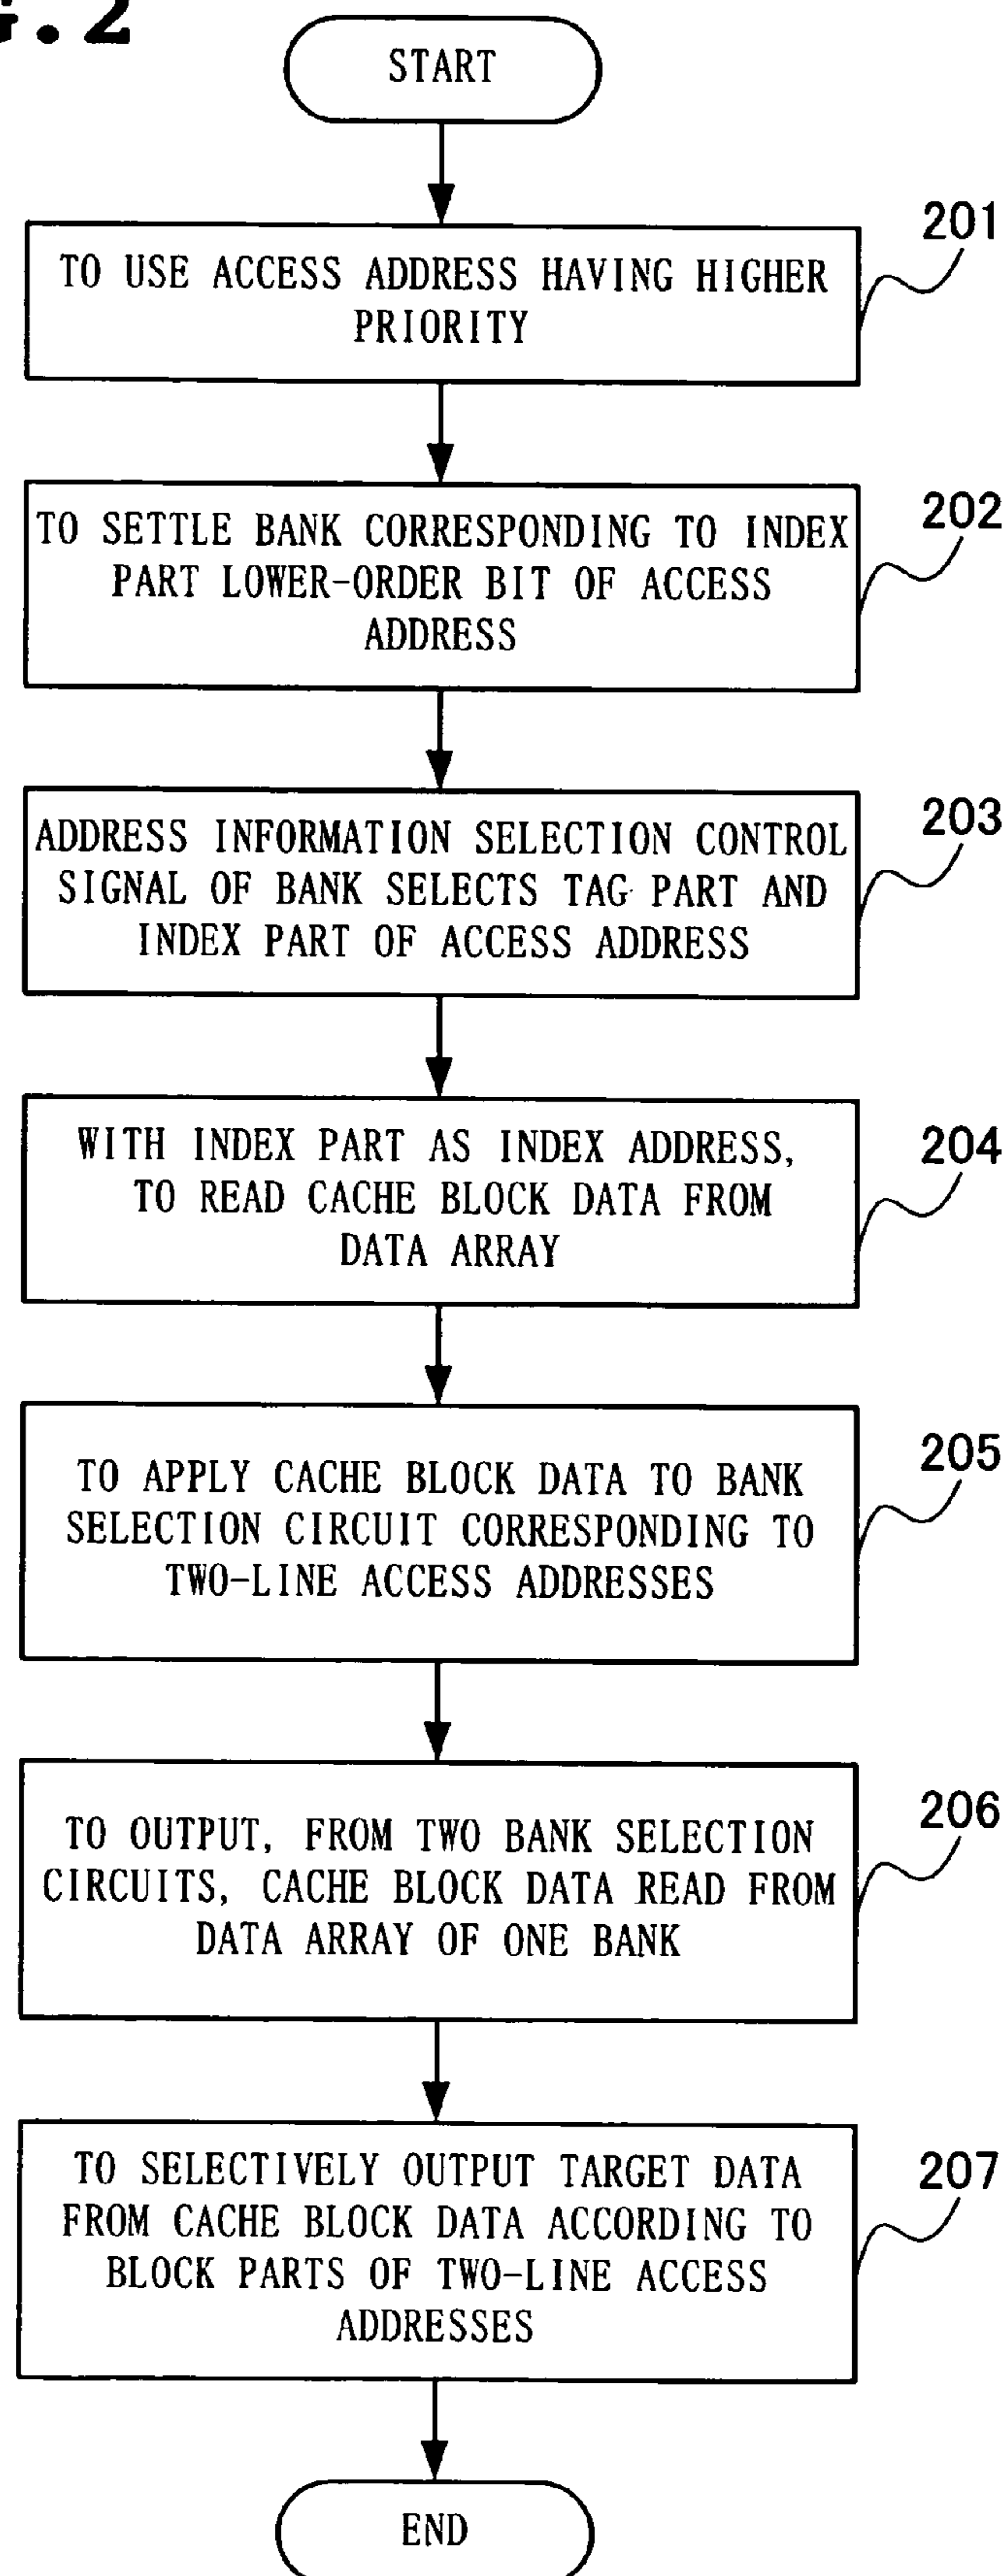 G.2
START
201
TO USE ACCESS ADDRESS HAVING HIGHER
PRIORITY
202
TO SETTLE BANK CORRESPONDING TO INDEX
PART LOWER-ORDER BIT OF ACCESS
ADDRESS
203
ADDRESS INFORMATION SELECTION CONTROL
SIGNAL OF BANK SELECTS TAG PART AND
INDEX PART OF ACCESS ADDRESS
204
WITH INDEX PART AS INDEX ADDRESS,
TO READ CACHE BLOCK DATA FROM
DATA ARRAY
205
TO APPLY CACHE BLOCK DATA TO BANK
SELECTION CIRCUIT CORRESPONDING TO
TWO-LINE ACCESS ADDRESSES
206
TO OUTPUT, FROM TWO BANK SELECTION
CIRCUITS, CACHE BLOCK DATA READ FROM
DATA ARRAY OF ONE BANK
207
TO SELECTIVELY OUTPUT TARGET DATA
FROM CACHE BLOCK DATA ACCORDING TO
BLOCK PARTS OF TWO-LINE ACCESS
ADDRESSES
END